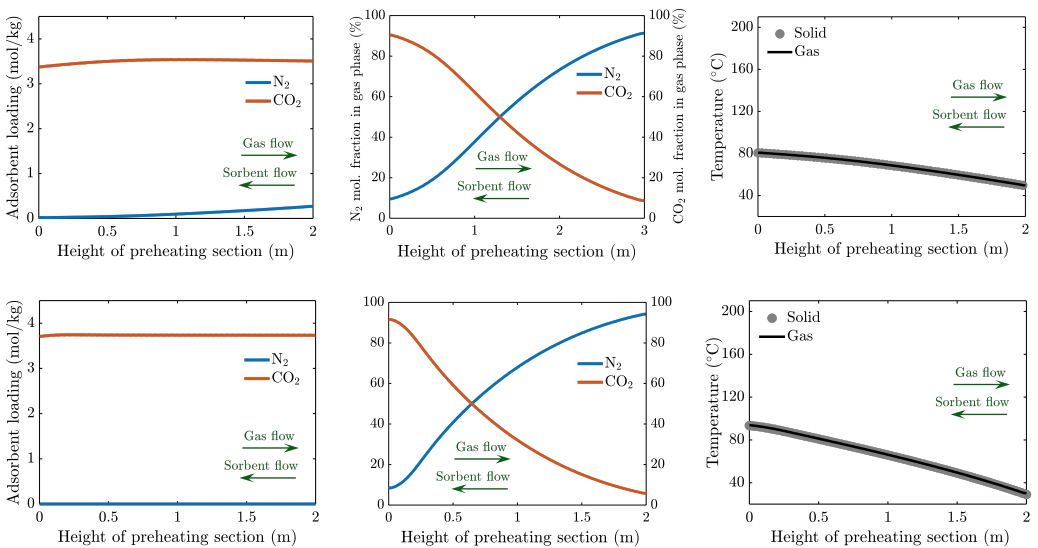 Adsorbent loading (mol/kg)
4
3
2
1
0
N2
CO2
Gas flow
Sorbent flow
0 0.5 1 1.5 2
Height of preheating section (m)
N2 mol. fraction in gas phase (%)
100
80
60
40
20
0
N2
CO2
Gas flow
Sorbent flow
100
80
60
40
20
0
CO2 mol. fraction in gas phase (%)
0 1 2 3
Height of preheating section (m)
Temperature (°C)
200
160
120
80
40
Solid
Gas
Gas flow
Sorbent flow
0 0.5 1 1.5 2
Height of preheating section (m)
Adsorbent loading (mol/kg)
4
3
2
1
0
N2
CO2
Gas flow
Sorbent flow
0 0.5 1 1.5 2
Height of preheating section (m)
100
80
60
40
20
0
N2
CO2
Gas flow
Sorbent flow
100
80
60
40
20
0
0 0.5 1 1.5 2
Height of preheating section (m)
Temperature (°C)
200
160
120
80
40
Solid
Gas
Gas flow
Sorbent flow
0 0.5 1 1.5 2
Height of preheating section (m)